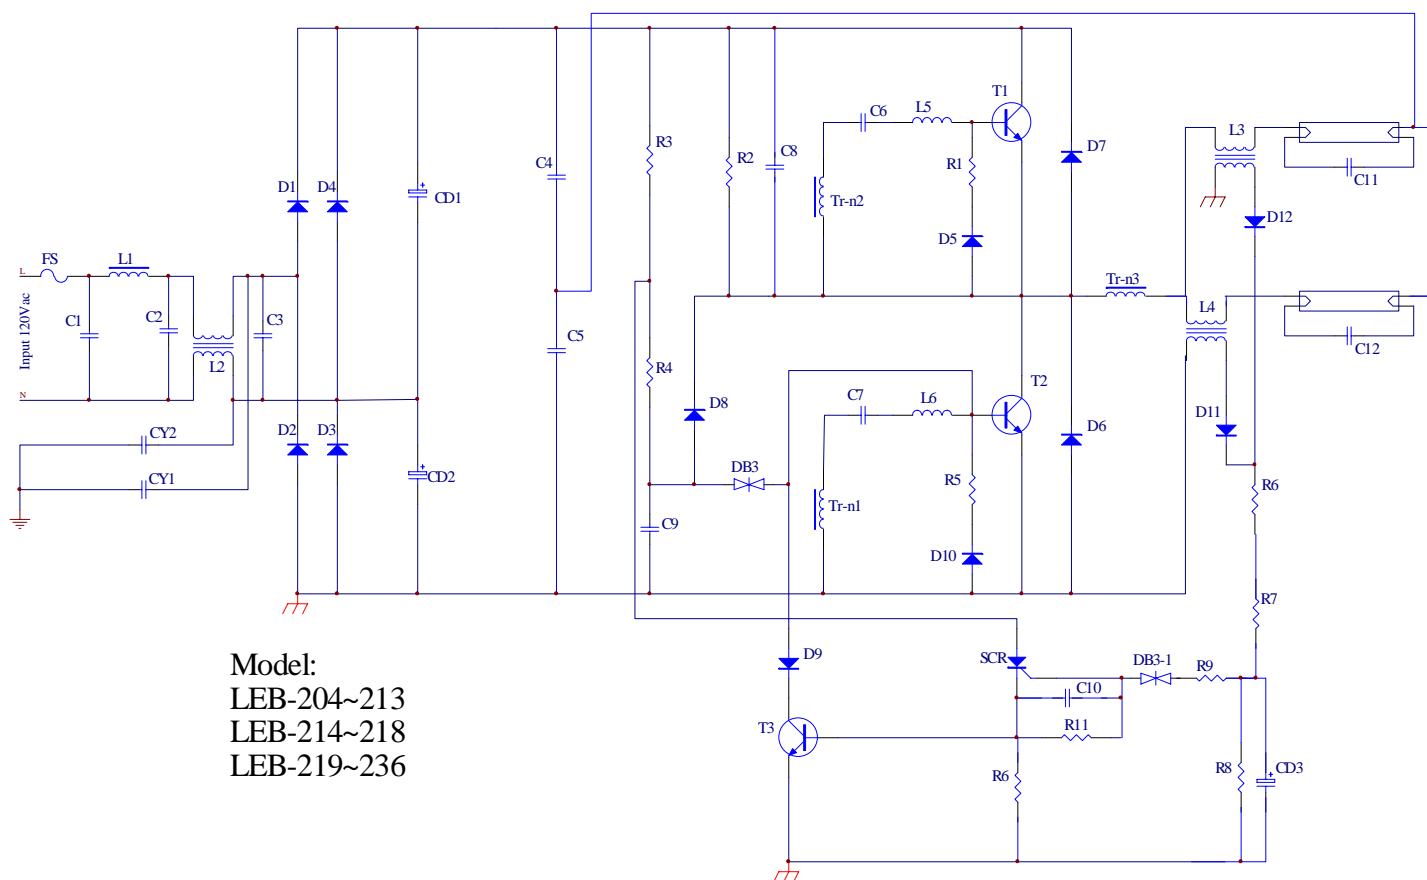 T1
C6
L5
L3
R3
R2
C8
R1
D7
C4
C11
D1
D4
CD1
Tr-n2
D12
D5
FS
L1
L
Tr-n3
L4
Input 120Vac
C1
C2
C3
C5
C12
L2
R4
T2
N
D8
C7
L6
D11
D2
D3
CY2
D6
DB3
CD2
CY1
R5
R6
Tr-n1
C9
D10
R7
Model:
D9
SCR
DB3-1
R9
LEB-204~213
C10
LEB-214~218
T3
R11
LEB-219~236
R6
R8
CD3